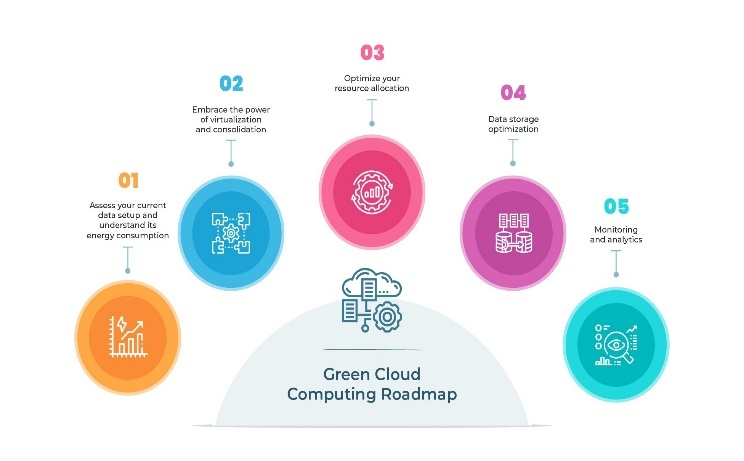 01
Assess your current
data setup and
understand its
energy consumption
02
Embrace the power
of virtualization
and consolidation
03
Optimize your
resource allocation
04
Data storage
optimization
05
Monitoring
and analytics
Green Cloud
Computing Roadmap